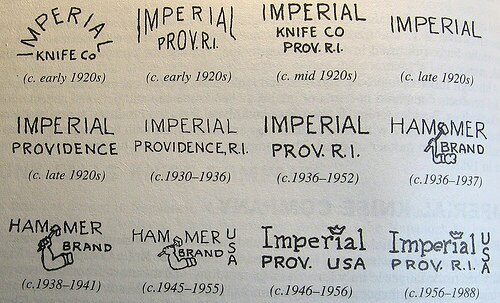 IMPERIAL
KNIFE CO
(c. early 1920s)
IMPERIAL
PROV. R.I.
(c. early 1920s)
IMPERIAL
KNIFE CO
PROV. R.I.
(c. mid 1920s)
IMPERIAL
(c. late 1920s)
IMPERIAL
PROVIDENCE
(c. late 1920s)
IMPERIAL
PROVIDENCE, R.I.
(c.1930–1936)
IMPERIAL
PROV. R.I.
(c.1936–1952)
HAMMER
BRAND
(c.1936–1937)
HAMMER
BRAND
(c.1938–1941)
HAMMER
BRAND
USA
(c.1945–1955)
Imperial
PROV. USA
(c.1946–1956)
Imperial
PROV. R.I.
USA
(c.1956–1988)